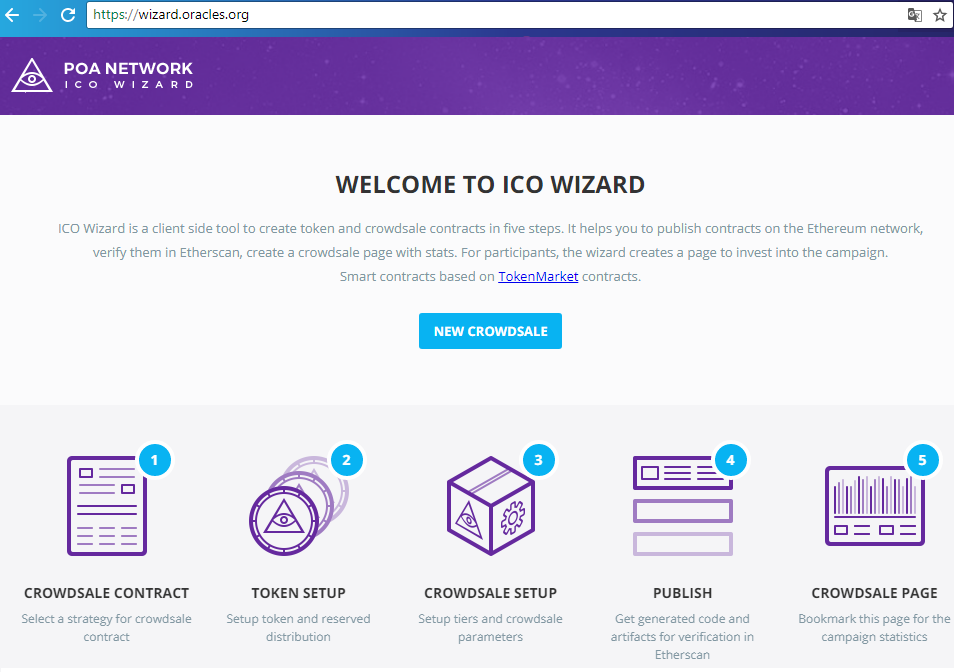 https://wizard.oracles.org
POA NETWORK
ICO WIZARD
WELCOME TO ICO WIZARD
ICO Wizard is a client side tool to create token and crowdsale contracts in five steps. It helps you to publish contracts on the Ethereum network,
verify them in Etherscan, create a crowdsale page with stats. For participants, the wizard creates a page to invest into the campaign.
Smart contracts based on TokenMarket contracts.
NEW CROWDSALE
1
CROWDSALE CONTRACT
Select a strategy for crowdsale
contract
2
TOKEN SETUP
Setup token and reserved
distribution
3
CROWDSALE SETUP
Setup tiers and crowdsale
parameters
4
PUBLISH
Get generated code and
artifacts for verification in
Etherscan
5
CROWDSALE PAGE
Bookmark this page for the
campaign statistics